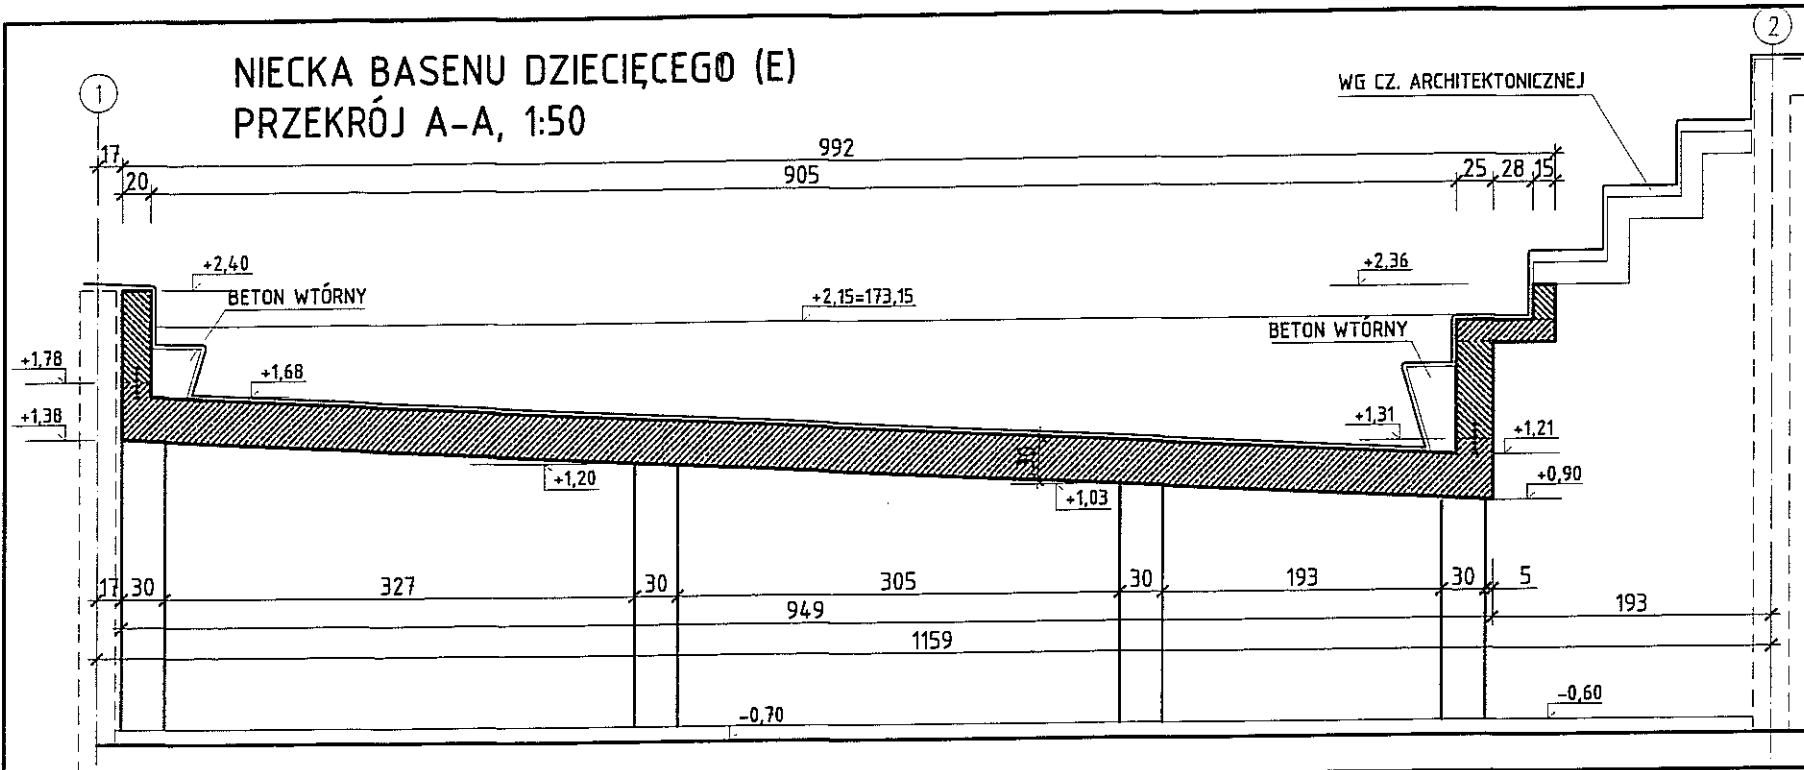 1
2
NIECKA BASENU DZIECIĘCEGO (E)
PRZEKRÓJ A-A, 1:50
WG CZ. ARCHITEKTONICZNEJ
17 992
20 905 25 28 15
+2,40
+2,36
BETON WTÓRNY
+2,15=173,15
BETON WTÓRNY
+1,78
+1,68
+1,38
+1,31
+1,21
+1,20
+1,03
+0,90
17 30 327 30 305 30 193 30 5
949 193
1159
-0,70
-0,60